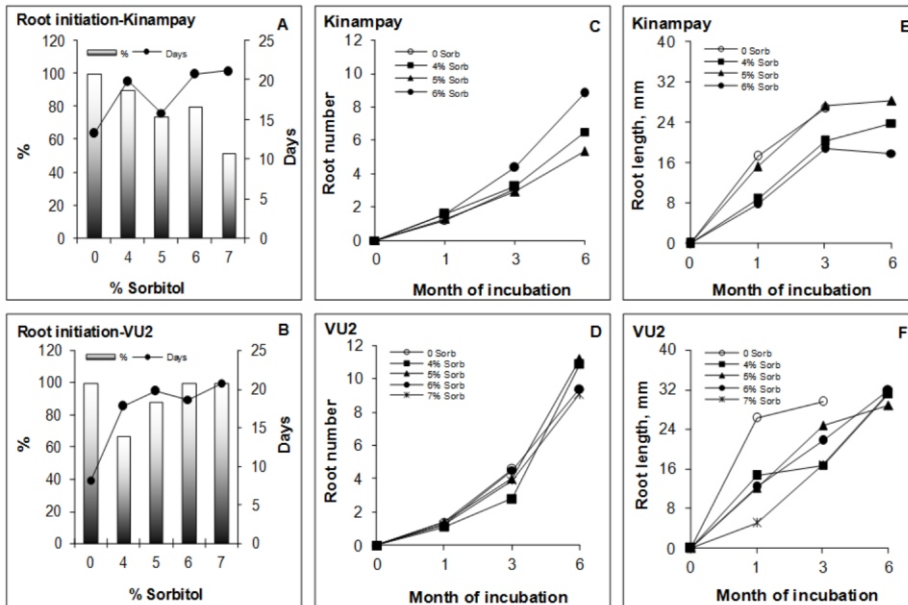 Root initiation-Kinampay A
% Days
120 100 80 60 40 20 0
%
25 20 15 10 5 0
Days
0 4 5 6 7
% Sorbitol
Kinampay C
0 Sorb
4% Sorb
5% Sorb
6% Sorb
12 10 8 6 4 2 0
Root number
0 1 3 6
Month of incubation
Kinampay E
0 Sorb
4% Sorb
5% Sorb
6% Sorb
40 32 24 16 8 0
Root length, mm
0 1 3 6
Month of incubation
Root initiation-VU2 B
% Days
120 100 80 60 40 20 0
%
25 20 15 10 5 0
Days
0 4 5 6 7
% Sorbitol
VU2 D
0 Sorb
4% Sorb
5% Sorb
6% Sorb
7% Sorb
12 10 8 6 4 2 0
Root number
0 1 3 6
Month of incubation
VU2 F
0 Sorb
4% Sorb
5% Sorb
6% Sorb
7% Sorb
40 32 24 16 8 0
Root length, mm
0 1 3 6
Month of incubation